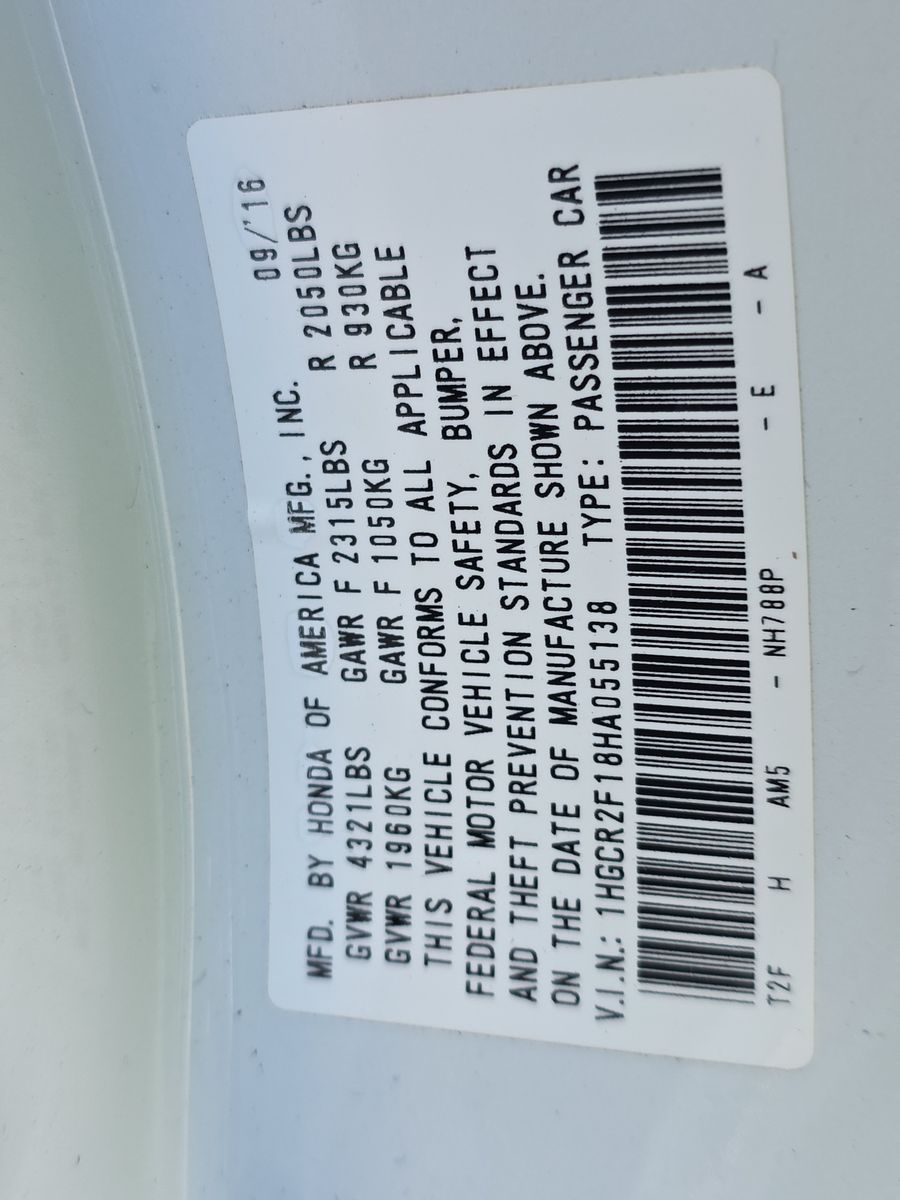 MFD. BY HONDA OF AMERICA MFG., INC. 09/'16
GVWR 4321LBS GAWR F 2315LBS R 2050LBS
GVWR 1960KG GAWR F 1050KG R 930KG
THIS VEHICLE CONFORMS TO ALL APPLICABLE
FEDERAL MOTOR VEHICLE SAFETY, BUMPER,
AND THEFT PREVENTION STANDARDS IN EFFECT
ON THE DATE OF MANUFACTURE SHOWN ABOVE.
V.I.N.: 1HGCR2F18HA055138 TYPE: PASSENGER CAR
T2F H AM5 - NH788P - E - A